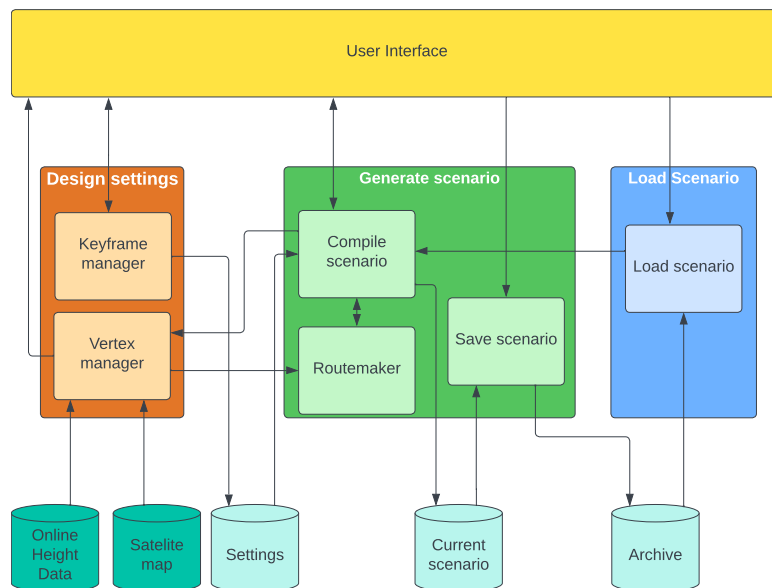 User Interface
Design settings
Generate scenario
Load Scenario
Keyframe
manager
Compile
scenario
Load scenario
Vertex
manager
Routemaker
Save scenario
Online
Height
Data
Satelite
map
Settings
Current
scenario
Archive